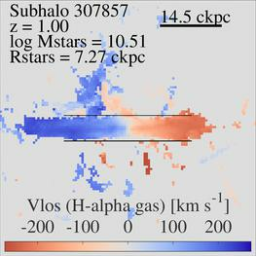 Subhalo 307857
z = 1.00
log Mstars = 10.51
Rstars = 7.27 ckpc
14.5 ckpc
Vlos (H-alpha gas) [km s⁻¹]
-200 -100 0 100 200